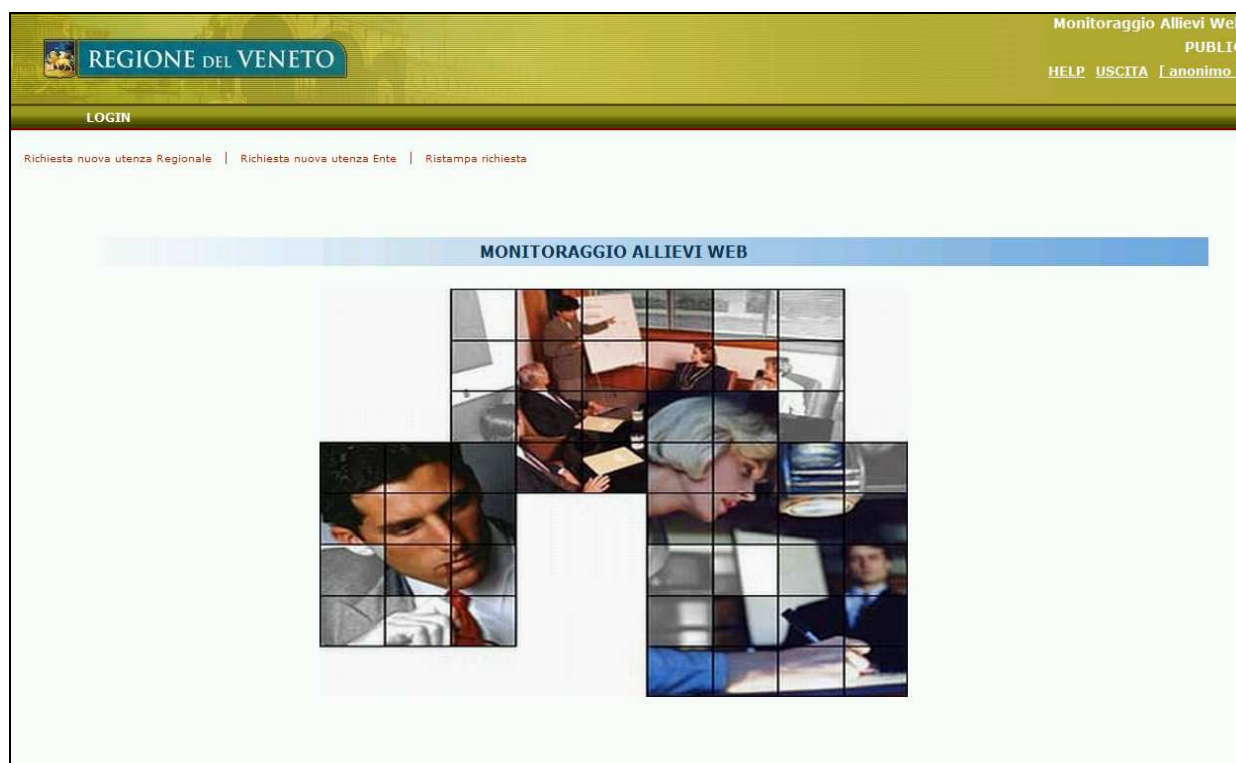 Monitoraggio Allievi We
REGIONE DEL VENETO
PUBLI
HELP USCITA [ anonimo
LOGIN
Richiesta nuova utenza Regionale | Richiesta nuova utenza Ente | Ristampa richiesta
MONITORAGGIO ALLIEVI WEB